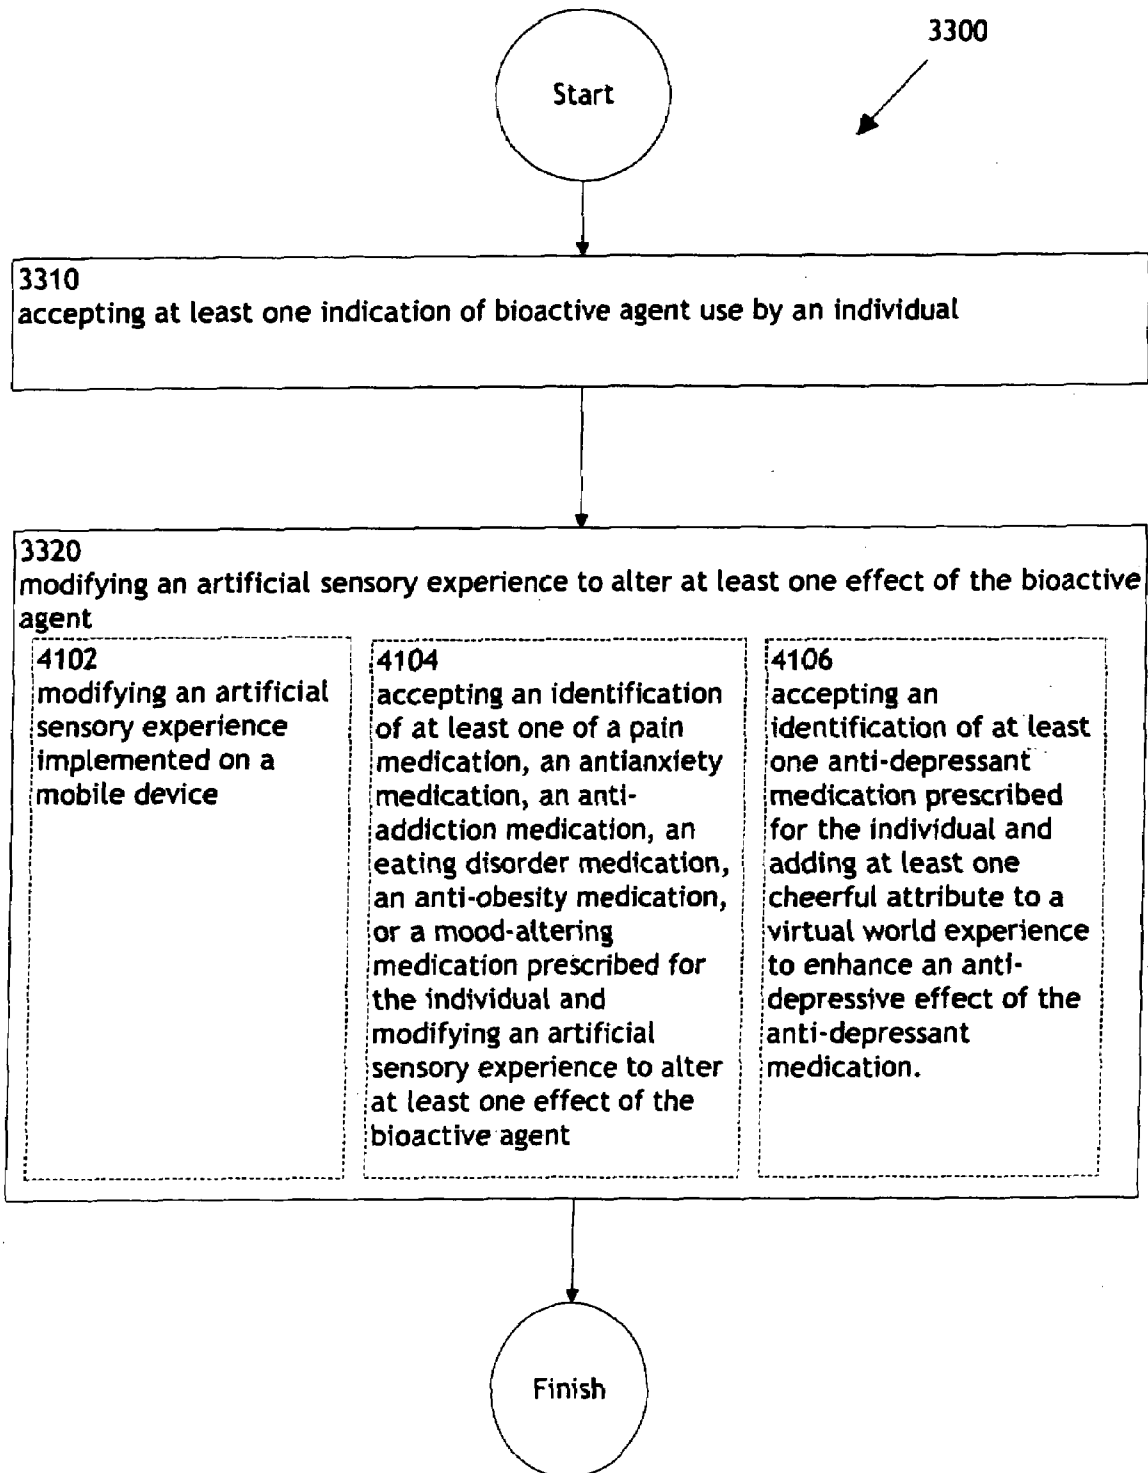 3300
Start
3310
accepting at least one indication of bioactive agent use by an individual
3320
modifying an artificial sensory experience to alter at least one effect of the bioactive
agent
4102
modifying an artificial
sensory experience
implemented on a
mobile device
4104
accepting an identification
of at least one of a pain
medication, an antianxiety
medication, an anti-
addiction medication, an
eating disorder medication,
an anti-obesity medication,
or a mood-altering
medication prescribed for
the individual and
modifying an artificial
sensory experience to alter
at least one effect of the
bioactive agent
4106
accepting an
identification of at least
one anti-depressant
medication prescribed
for the individual and
adding at least one
cheerful attribute to a
virtual world experience
to enhance an anti-
depressive effect of the
anti-depressant
medication.
Finish